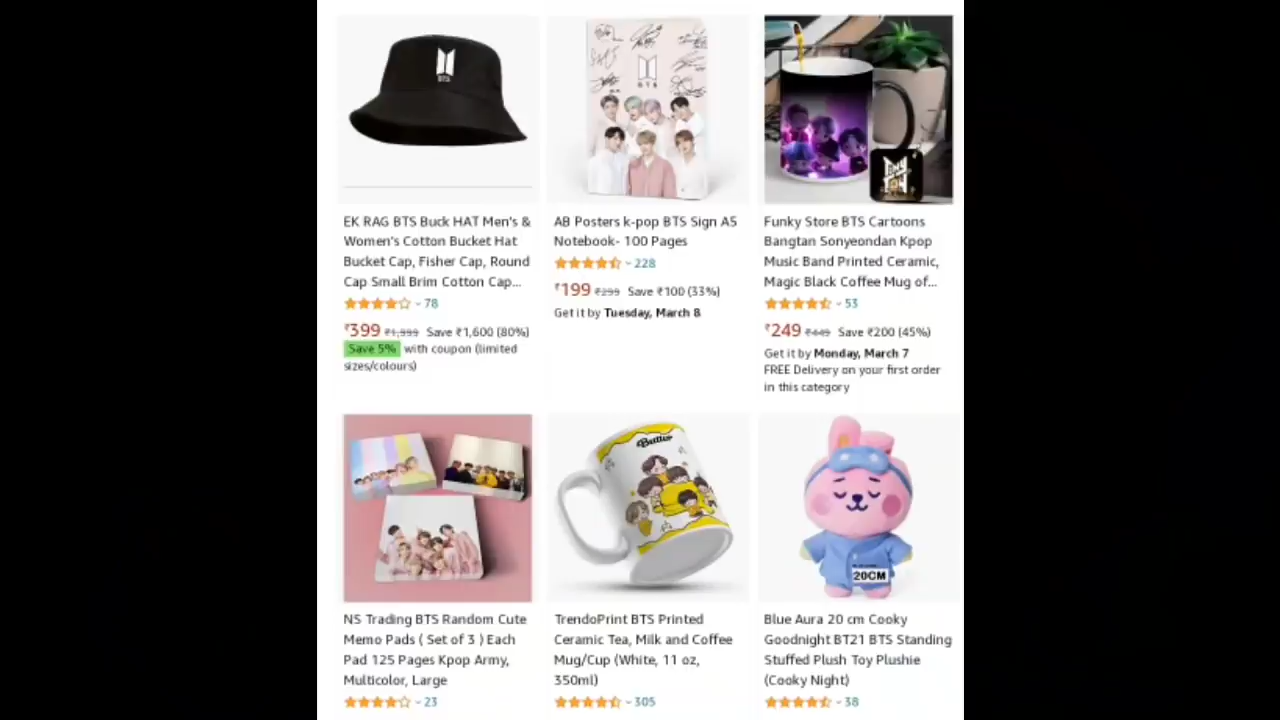 BTS
BTS
EK RAG BTS Buck HAT Men's &
Women's Cotton Bucket Hat
Bucket Cap, Fisher Cap, Round
Cap Small Brim Cotton Cap...
78
₹399 ₹1,999 Save ₹1,600 (80%)
Save 5% with coupon (limited
sizes/colours)
AB Posters k-pop BTS Sign A5
Notebook- 100 Pages
228
₹199 ₹299 Save ₹100 (33%)
Get it by Tuesday, March 8
Funky Store BTS Cartoons
Bangtan Sonyeondan Kpop
Music Band Printed Ceramic,
Magic Black Coffee Mug of...
53
₹249 ₹449 Save ₹200 (45%)
Get it by Monday, March 7
FREE Delivery on your first order
in this category
Butter
20CM
NS Trading BTS Random Cute
Memo Pads ( Set of 3 ) Each
Pad 125 Pages Kpop Army,
Multicolor, Large
23
TrendoPrint BTS Printed
Ceramic Tea, Milk and Coffee
Mug/Cup (White, 11 oz,
350ml)
305
Blue Aura 20 cm Cooky
Goodnight BT21 BTS Standing
Stuffed Plush Toy Plushie
(Cooky Night)
38